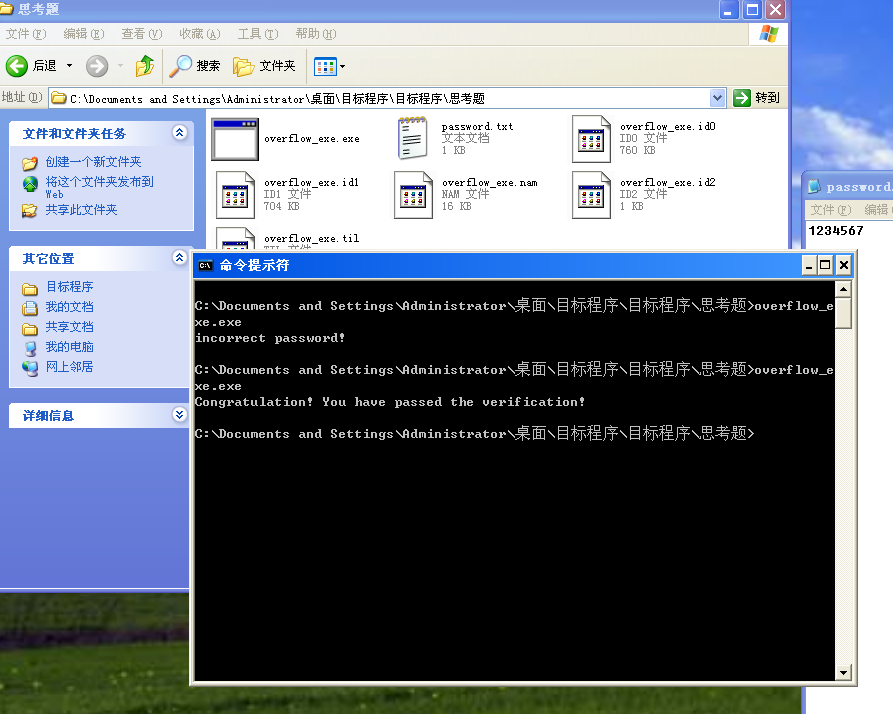 思考题
文件(F) 编辑(E) 查看(V) 收藏(A) 工具(T) 帮助(H)
后退 搜索 文件夹
地址(D) C:\Documents and Settings\Administrator\桌面\目标程序\目标程序\思考题 转到
文件和文件夹任务
创建一个新文件夹
将这个文件夹发布到
Web
共享此文件夹
其它位置
目标程序
我的文档
共享文档
我的电脑
网上邻居
详细信息
overflow_exe.exe
password.txt
文本文档
1 KB
overflow_exe.id0
ID0 文件
760 KB
overflow_exe.id1
ID1 文件
704 KB
overflow_exe.nam
NAM 文件
16 KB
overflow_exe.id2
ID2 文件
1 KB
overflow_exe.til
TIL 文件
password.
文件(F) 编辑
1234567
命令提示符
C:\Documents and Settings\Administrator\桌面\目标程序\目标程序\思考题>overflow_e
xe.exe
incorrect password!
C:\Documents and Settings\Administrator\桌面\目标程序\目标程序\思考题>overflow_e
xe.exe
Congratulation! You have passed the verification!
C:\Documents and Settings\Administrator\桌面\目标程序\目标程序\思考题>